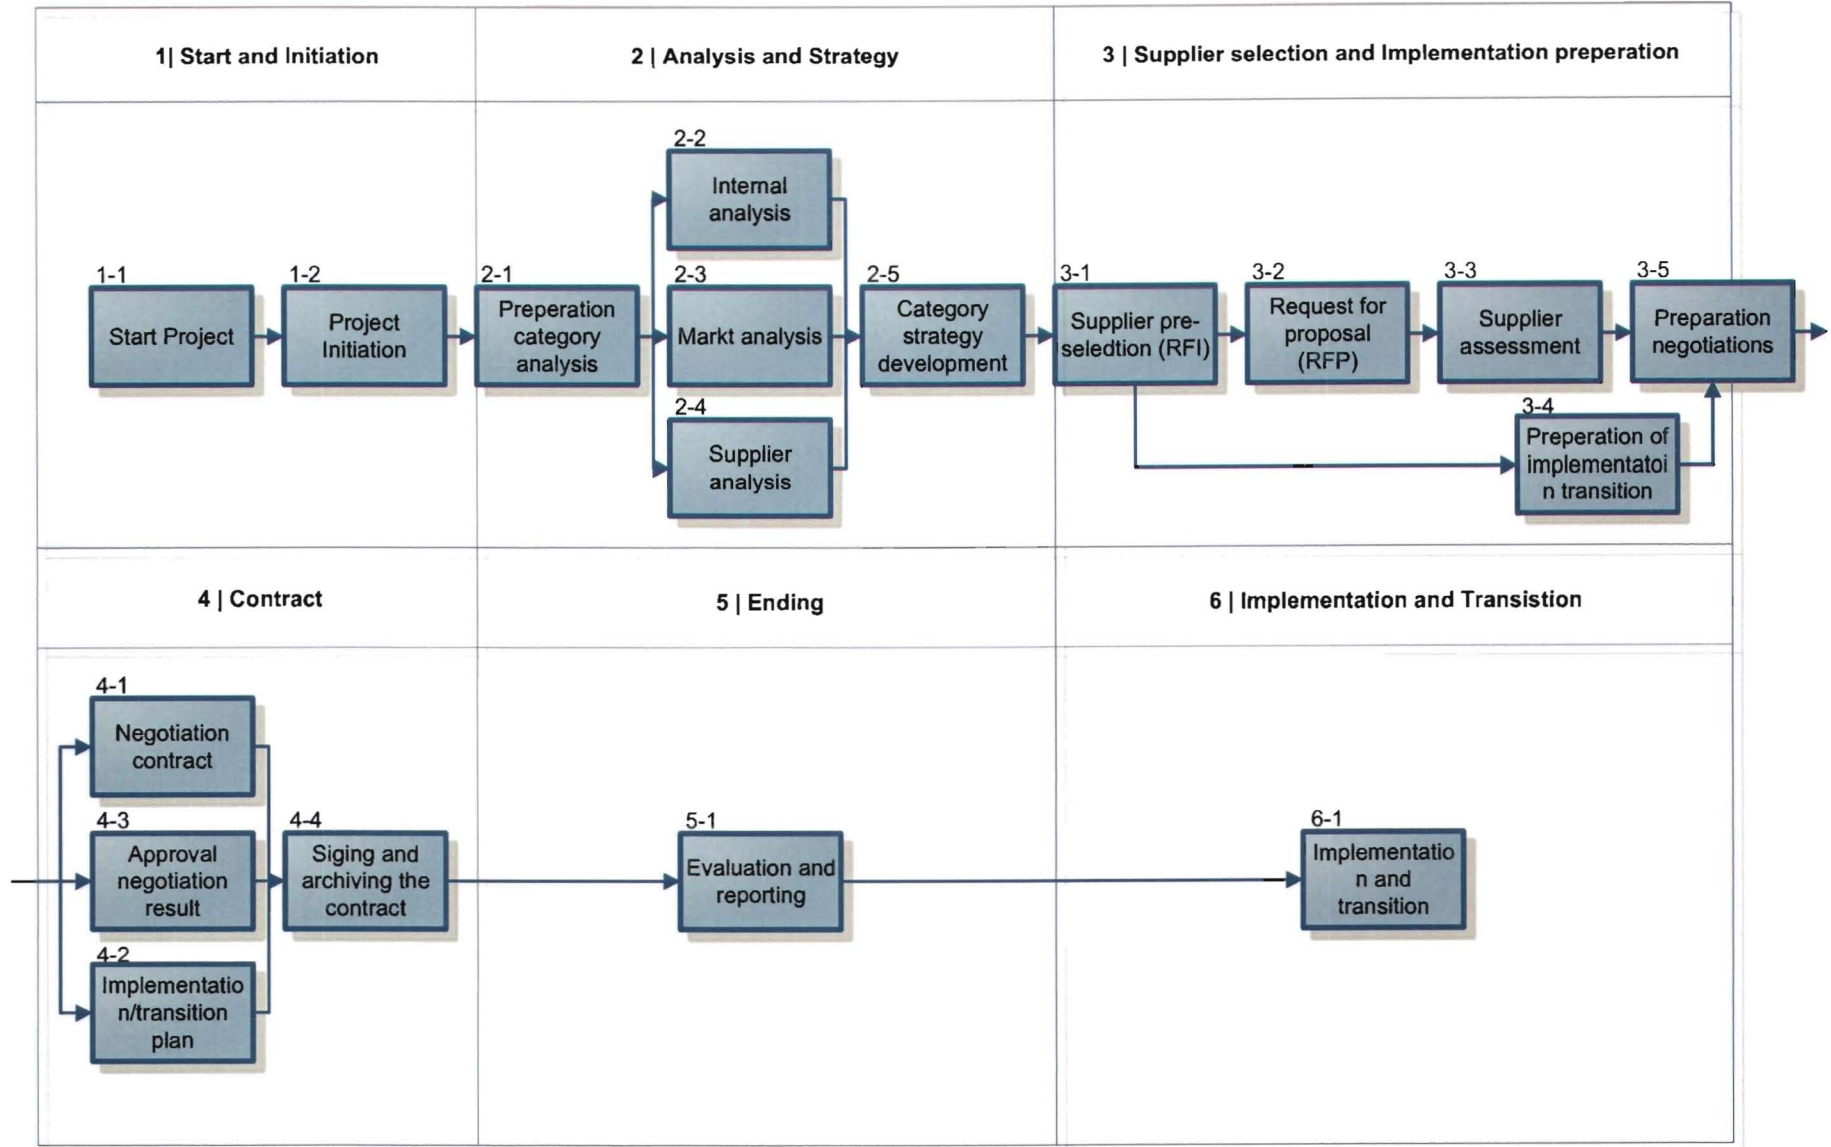 1| Start and Initiation
2 | Analysis and Strategy
3 | Supplier selection and Implementation preperation
1-1
Start Project
1-2
Project
Initiation
2-1
Preperation
category
analysis
2-2
Internal
analysis
2-3
Markt analysis
2-4
Supplier
analysis
2-5
Category
strategy
development
3-1
Supplier pre-
seledtion (RFI)
3-2
Request for
proposal
(RFP)
3-3
Supplier
assessment
3-4
Preperation of
implementatoi
n transition
3-5
Preparation
negotiations
4 | Contract
5 | Ending
6 | Implementation and Transistion
4-1
Negotiation
contract
4-3
Approval
negotiation
result
4-2
Implementatio
n/transition
plan
4-4
Siging and
archiving the
contract
5-1
Evaluation and
reporting
6-1
Implementatio
n and
transition